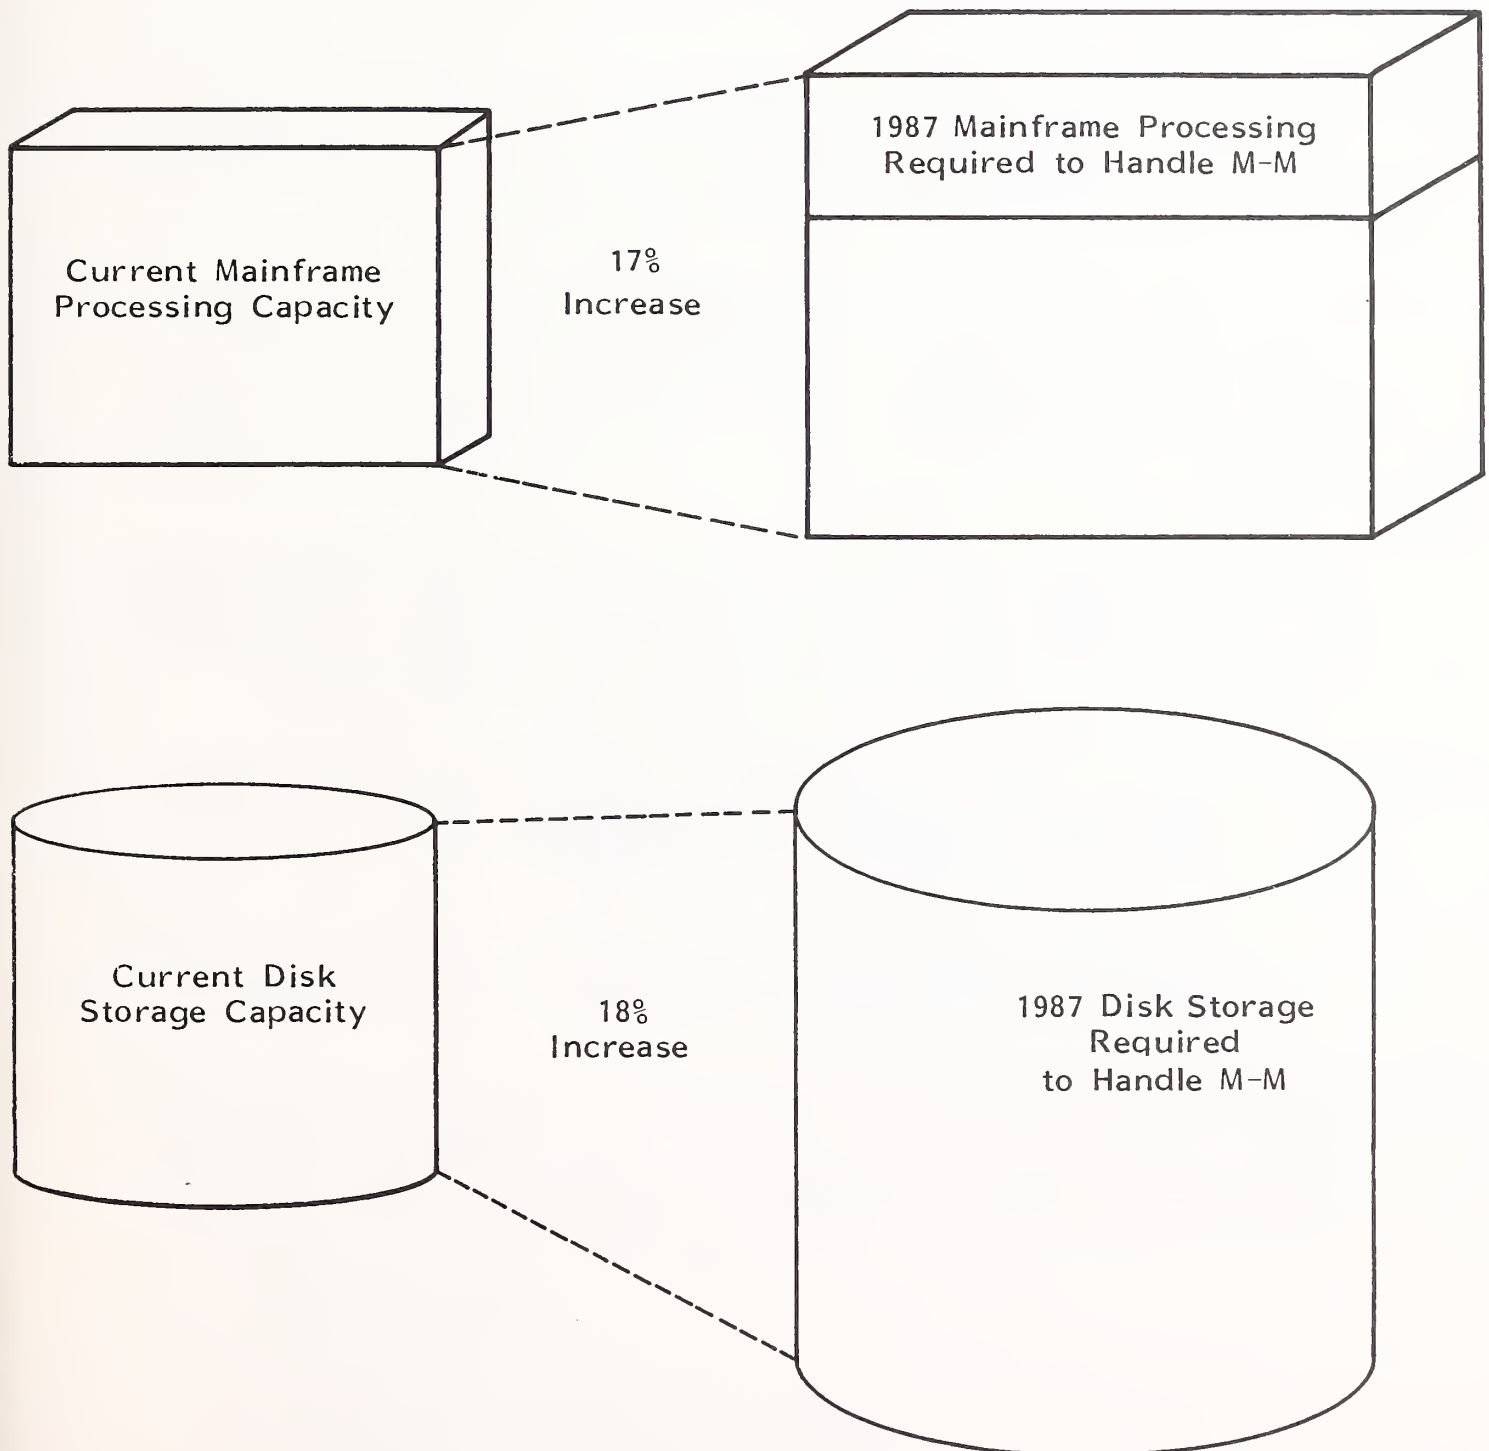 1987 Mainframe Processing
Required to Handle M-M
Current Mainframe
Processing Capacity
17%
Increase
Current Disk
Storage Capacity
18%
Increase
1987 Disk Storage
Required
to Handle M-M